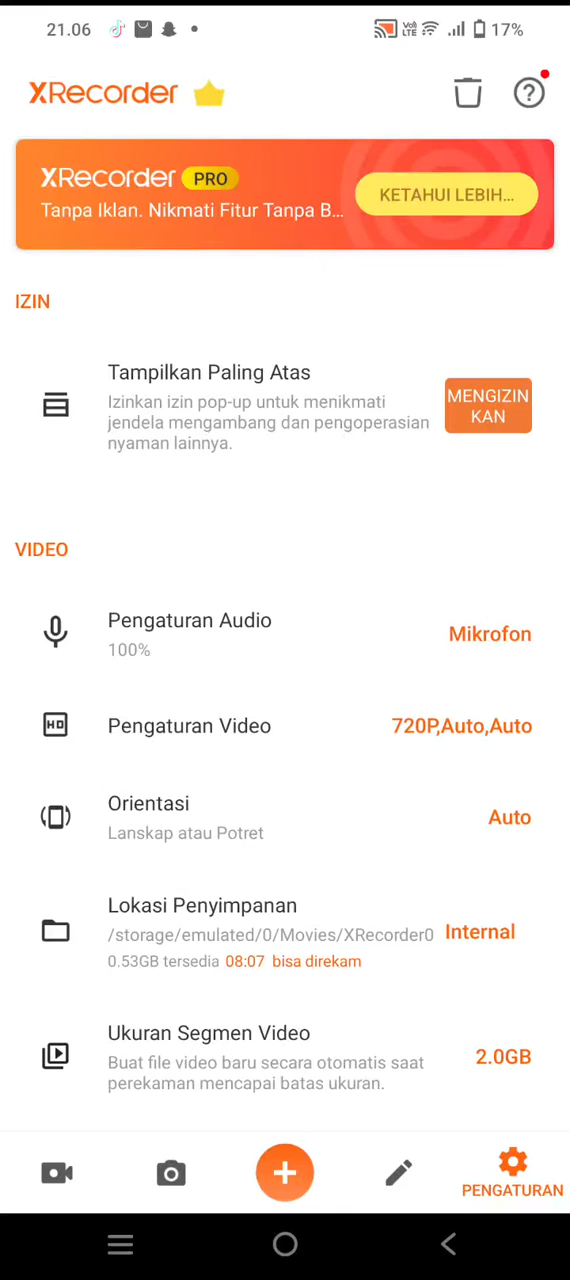 21.06
Vo)
LTE
17%
XRecorder
XRecorder PRO
Tanpa Iklan. Nikmati Fitur Tanpa B...
KETAHUI LEBIH...
IZIN
Tampilkan Paling Atas
Izinkan izin pop-up untuk menikmati
jendela mengambang dan pengoperasian
nyaman lainnya.
MENGIZIN
KAN
VIDEO
Pengaturan Audio
100%
Mikrofon
HD
Pengaturan Video
720P,Auto,Auto
Orientasi
Lanskap atau Potret
Auto
Lokasi Penyimpanan
/storage/emulated/0/Movies/XRecorder0
0.53GB tersedia 08:07 bisa direkam
Internal
Ukuran Segmen Video
Buat file video baru secara otomatis saat
perekaman mencapai batas ukuran.
2.0GB
PENGATURAN